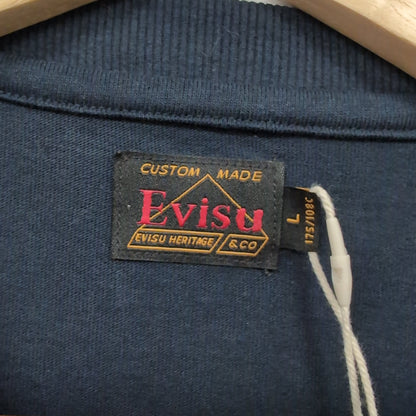 CUSTOM MADE
Evisu
EVISU HERITAGE & CO
L
175/108C